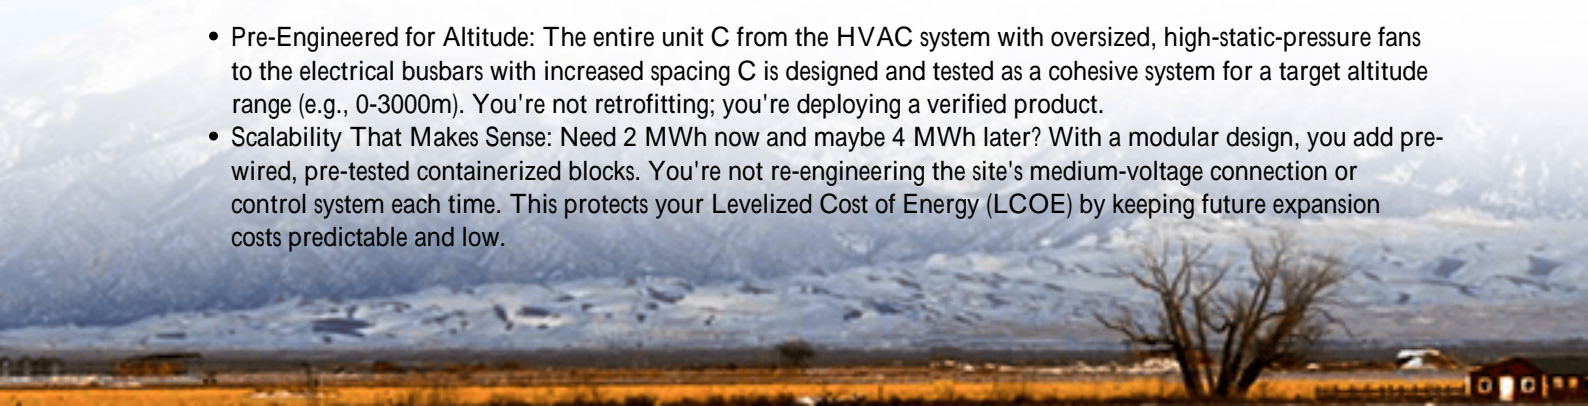 • Pre-Engineered for Altitude: The entire unit C from the HVAC system with oversized, high-static-pressure fans
to the electrical busbars with increased spacing C is designed and tested as a cohesive system for a target altitude
range (e.g., 0-3000m). You're not retrofitting; you're deploying a verified product.
• Scalability That Makes Sense: Need 2 MWh now and maybe 4 MWh later? With a modular design, you add pre-
wired, pre-tested containerized blocks. You're not re-engineering the site's medium-voltage connection or
control system each time. This protects your Levelized Cost of Energy (LCOE) by keeping future expansion
costs predictable and low.